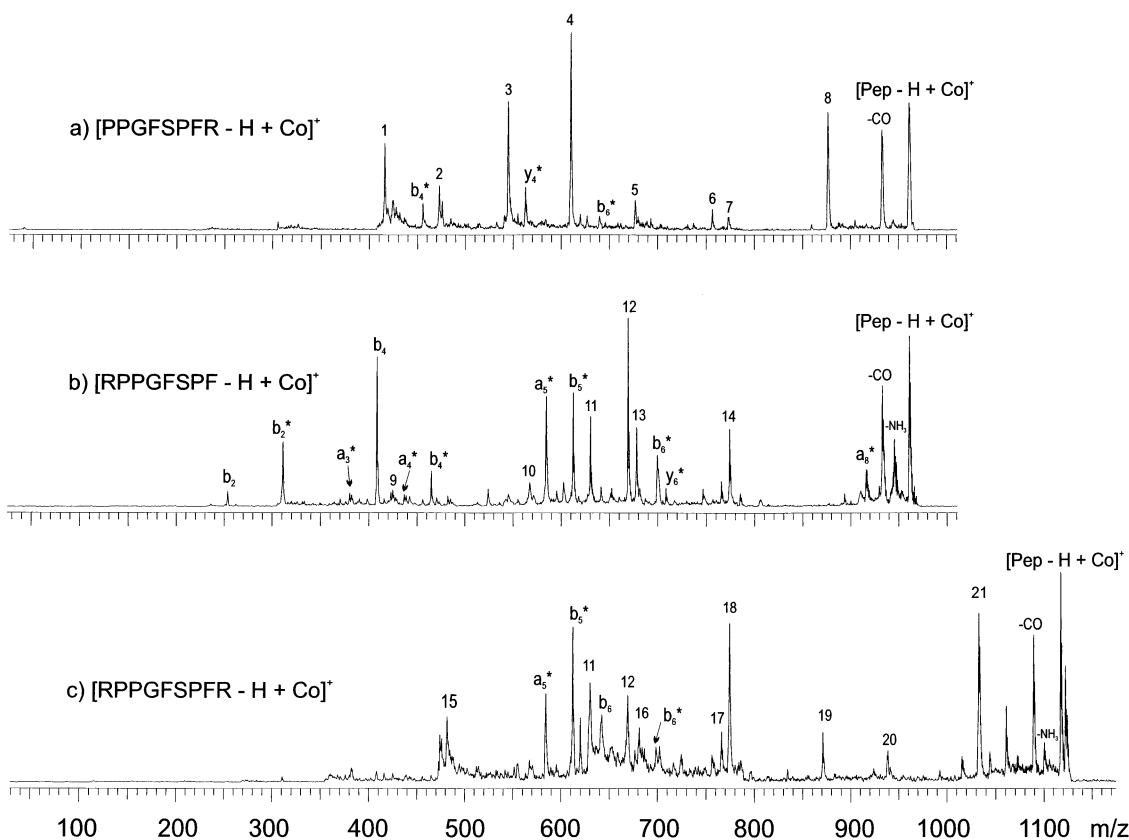 4
[Pep - H + Co]⁺
8
3
-CO
a) [PPGFSPFR - H + Co]⁺
1
y₄*
b₄*
2
5
b₆*
6
7
12
[Pep - H + Co]⁺
b₄
b) [RPPGFSPF - H + Co]⁺
-CO
a₅*
b₅*
11
13
14
b₂*
-NH₃
b₆*
a₃*
a₄*
b₄*
a₈*
b₂
9
10
y₆*
[Pep - H + Co]⁺
21
18
b₅*
-CO
c) [RPPGFSPFR - H + Co]⁺
a₅*
11
12
15
b₆
16
b₆*
17
19
20
-NH₃
100 200 300 400 500 600 700 800 900 1000 1100 m/z